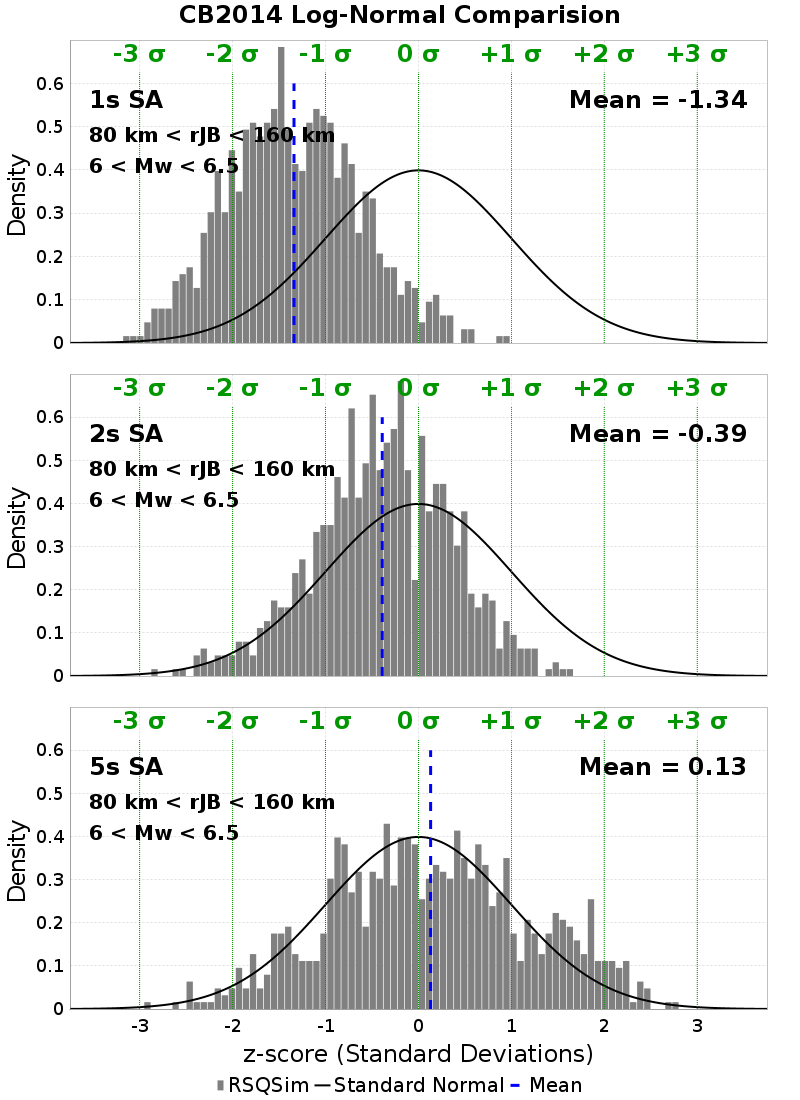 CB2014 Log-Normal Comparision
-3 σ -2 σ -1 σ 0 σ +1 σ +2 σ +3 σ
0.6
0.5
0.4
0.3
0.2
0.1
0
Density
1s SA
Mean = -1.34
80 km < rJB < 160 km
6 < Mw < 6.5
-3 σ -2 σ -1 σ 0 σ +1 σ +2 σ +3 σ
0.6
0.5
0.4
0.3
0.2
0.1
0
Density
2s SA
Mean = -0.39
80 km < rJB < 160 km
6 < Mw < 6.5
-3 σ -2 σ -1 σ 0 σ +1 σ +2 σ +3 σ
0.6
0.5
0.4
0.3
0.2
0.1
0
Density
5s SA
Mean = 0.13
80 km < rJB < 160 km
6 < Mw < 6.5
-3 -2 -1 0 1 2 3
z-score (Standard Deviations)
RSQSim Standard Normal Mean